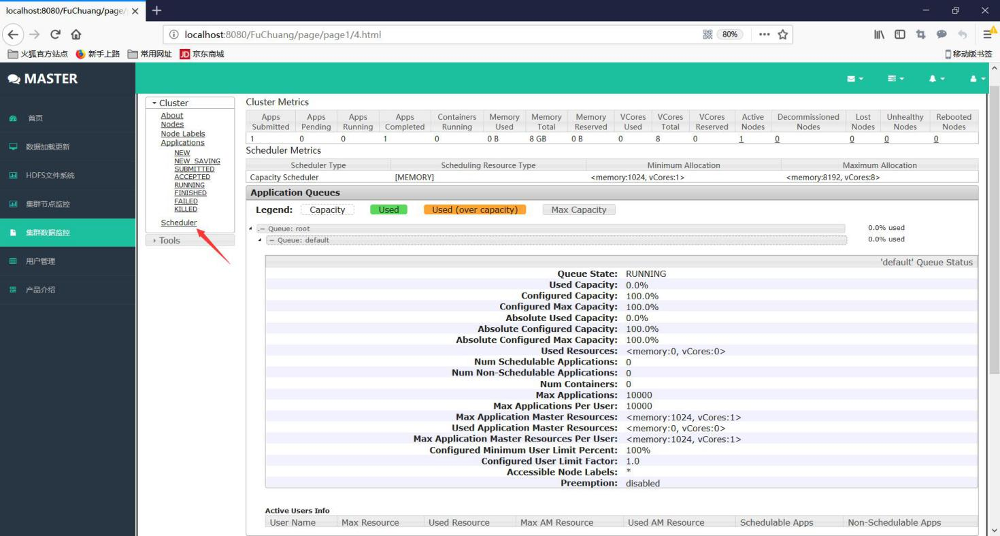 localhost:8080/FuChuang/page/
localhost:8080/FuChuang/page/page1/4.html
80%
火狐官方站点
新手上路
常用网址
JD 京东商城
移动版书签
MASTER
首页
数据加载更新
HDFS文件系统
集群节点监控
集群数据监控
用户管理
产品介绍
Cluster
About
Nodes
Node Labels
Applications
NEW
NEW_SAVING
SUBMITTED
ACCEPTED
RUNNING
FINISHED
FAILED
KILLED
Scheduler
Tools
Cluster Metrics
Apps Submitted Apps Pending Apps Running Apps Completed Containers Running Memory Used Memory Total Memory Reserved VCores Used VCores Total VCores Reserved Active Nodes Decommissioned Nodes Lost Nodes Unhealthy Nodes Rebooted Nodes
1 0 0 1 0 0 B 8 GB 0 B 0 8 0 1 0 0 0 0
Scheduler Metrics
Scheduler Type Scheduling Resource Type Minimum Allocation Maximum Allocation
Capacity Scheduler [MEMORY] <memory:1024, vCores:1> <memory:8192, vCores:8>
Application Queues
Legend: Capacity Used Used (over capacity) Max Capacity
Queue: root 0.0% used
Queue: default 0.0% used
'default' Queue Status
Queue State: RUNNING
Used Capacity: 0.0%
Configured Capacity: 100.0%
Configured Max Capacity: 100.0%
Absolute Used Capacity: 0.0%
Absolute Configured Capacity: 100.0%
Absolute Configured Max Capacity: 100.0%
Used Resources: <memory:0, vCores:0>
Num Schedulable Applications: 0
Num Non-Schedulable Applications: 0
Num Containers: 0
Max Applications: 10000
Max Applications Per User: 10000
Max Application Master Resources: <memory:1024, vCores:1>
Used Application Master Resources: <memory:0, vCores:0>
Max Application Master Resources Per User: <memory:1024, vCores:1>
Configured Minimum User Limit Percent: 100%
Configured User Limit Factor: 1.0
Accessible Node Labels: *
Preemption: disabled
Active Users Info
User Name Max Resource Used Resource Max AM Resource Used AM Resource Schedulable Apps Non-Schedulable Apps